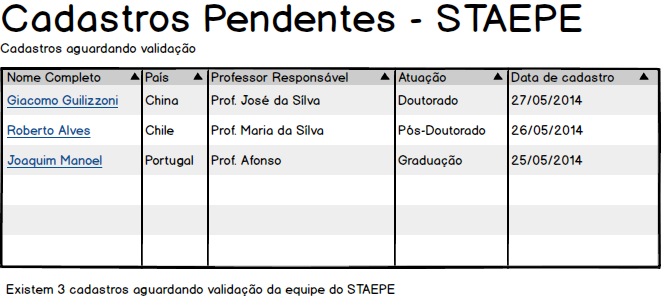 Cadastros Pendentes - STAEPE
Cadastros aguardando validação
Nome Completo País Professor Responsável Atuação Data de cadastro
Giacomo Guilizzoni China Prof. José da Sílva Doutorado 27/05/2014
Roberto Alves Chile Prof. Maria da Sílva Pós-Doutorado 26/05/2014
Joaquim Manoel Portugal Prof. Afonso Graduação 25/05/2014
Existem 3 cadastros aguardando validação da equipe do STAEPE